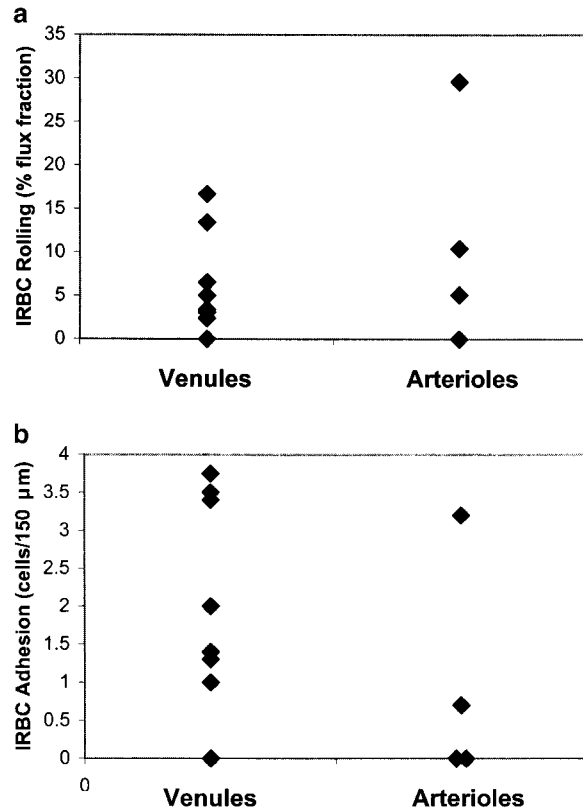 a
IRBC Rolling (% flux fraction)
35
30
25
20
15
10
5
0
Venules
Arterioles
b
IRBC Adhesion (cells/150 µm)
4
3.5
3
2.5
2
1.5
1
0.5
0
0
Venules
Arterioles